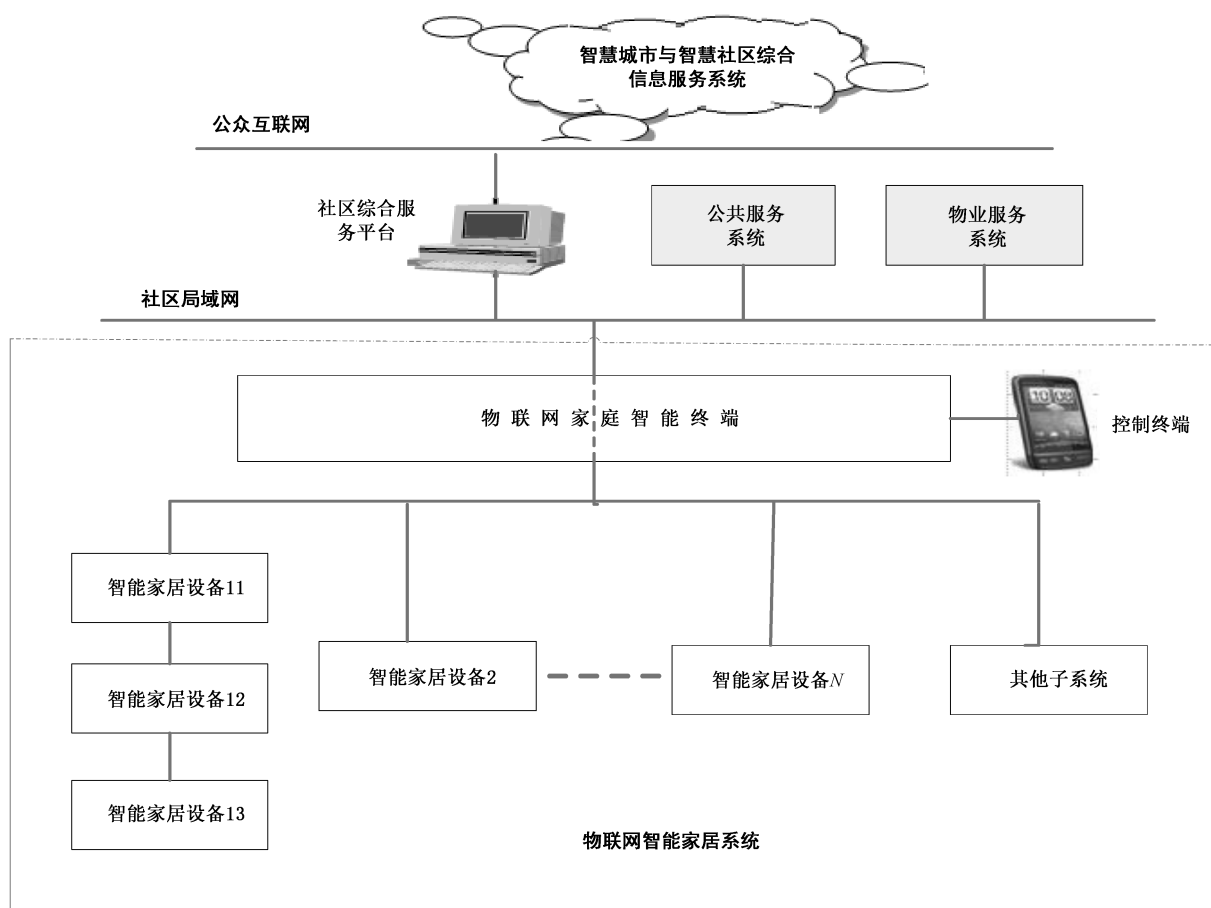 智慧城市与智慧社区综合
信息服务系统
公众互联网
社区综合服
务平台
公共服务
系统
物业服务
系统
社区局域网
物联网家庭智能终端
10 08
控制终端
智能家居设备11
智能家居设备12
智能家居设备13
智能家居设备2
智能家居设备N
其他子系统
物联网智能家居系统